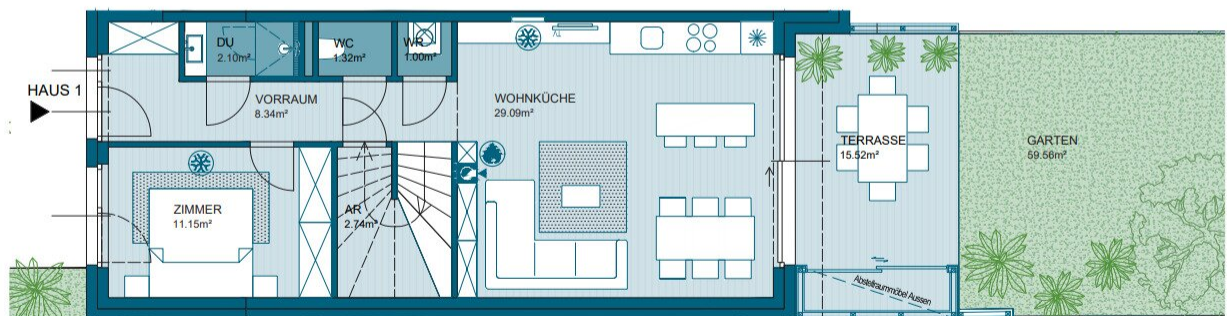 HAUS 1
DU
2.10m²
WC
1.32m²
WR
1.00m²
VORRAUM
8.34m²
WOHNKÜCHE
29.09m²
TERRASSE
15.52m²
GARTEN
59.56m²
ZIMMER
11.15m²
AR
2.74m²
Abstellraummöbel Aussen